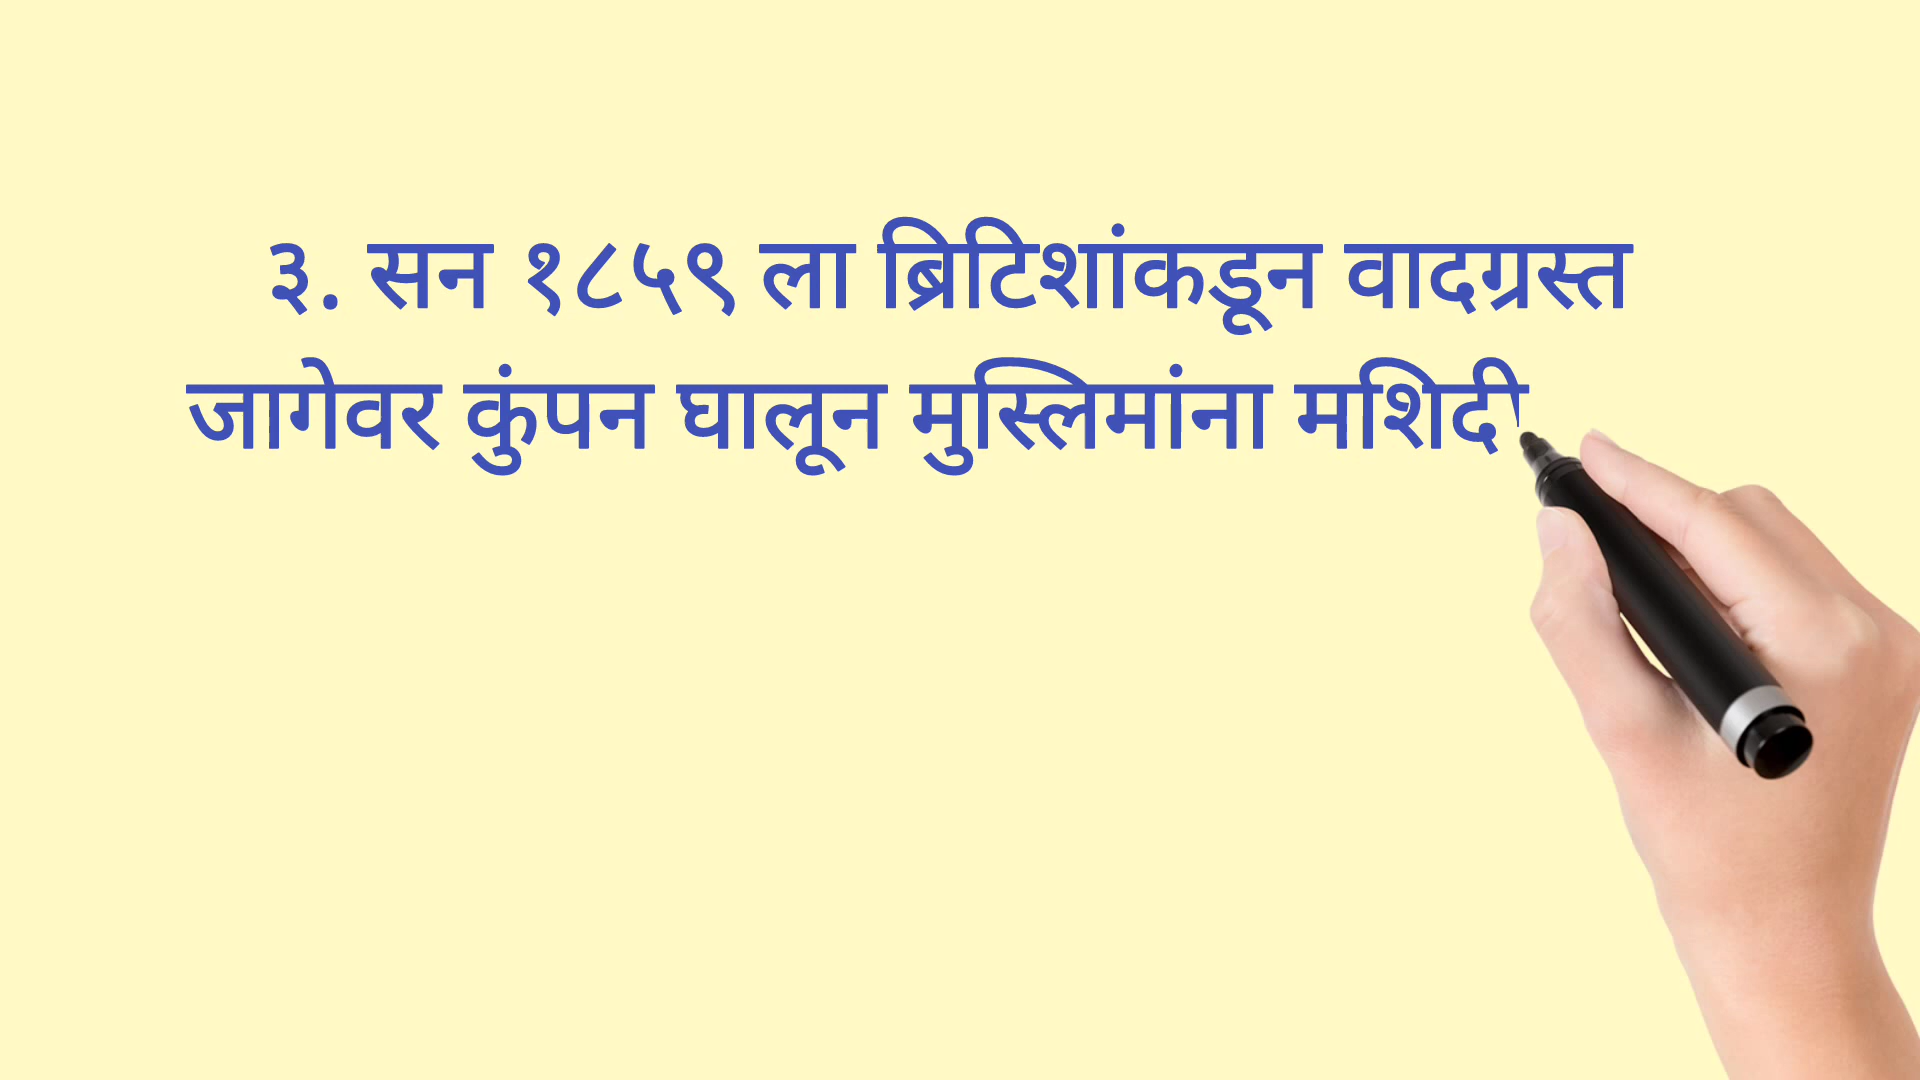 ३. सन १८५९ ला ब्रिटिशांकडून वादग्रस्त
जागेवर कुंपन घालून मुस्लिमांना मशिदी